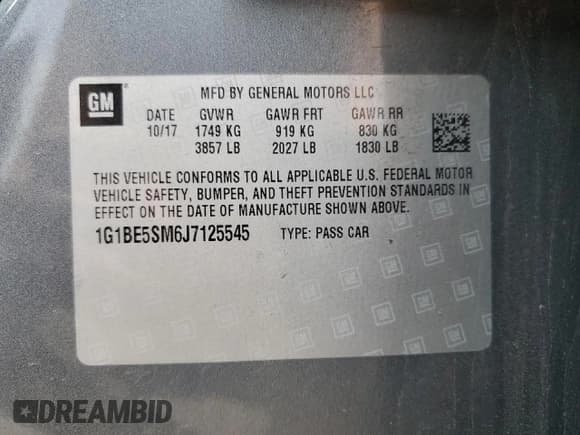 GM
MFD BY GENERAL MOTORS LLC
DATE GVWR GAWR FRT GAWR RR
10/17 1749 KG 919 KG 830 KG
3857 LB 2027 LB 1830 LB
THIS VEHICLE CONFORMS TO ALL APPLICABLE U.S. FEDERAL MOTOR
VEHICLE SAFETY, BUMPER, AND THEFT PREVENTION STANDARDS IN
EFFECT ON THE DATE OF MANUFACTURE SHOWN ABOVE.
1G1BE5SM6J7125545 TYPE: PASS CAR
DREAMBID